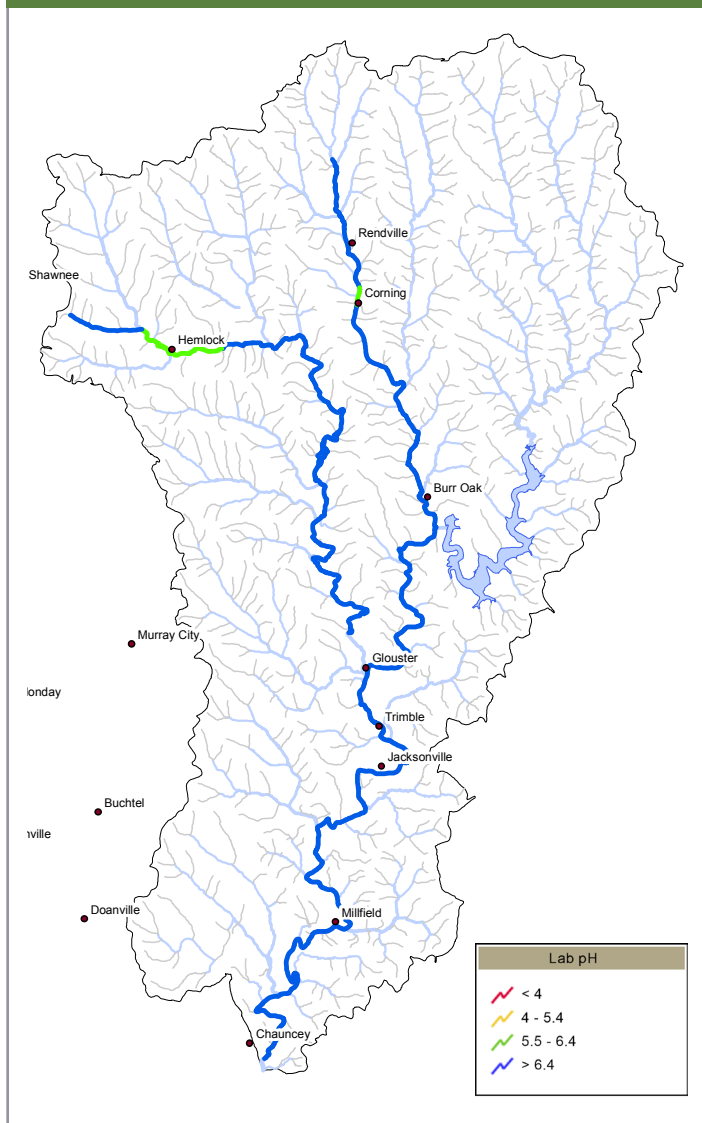 Rendville
Shawnee
Corning
Hemlock
Burr Oak
Murray City
Glouster
londay
Trimble
Jacksonville
Buchtel
nville
Doanville
Millfield
Chauncey
Lab pH
< 4
4 - 5.4
5.5 - 6.4
> 6.4